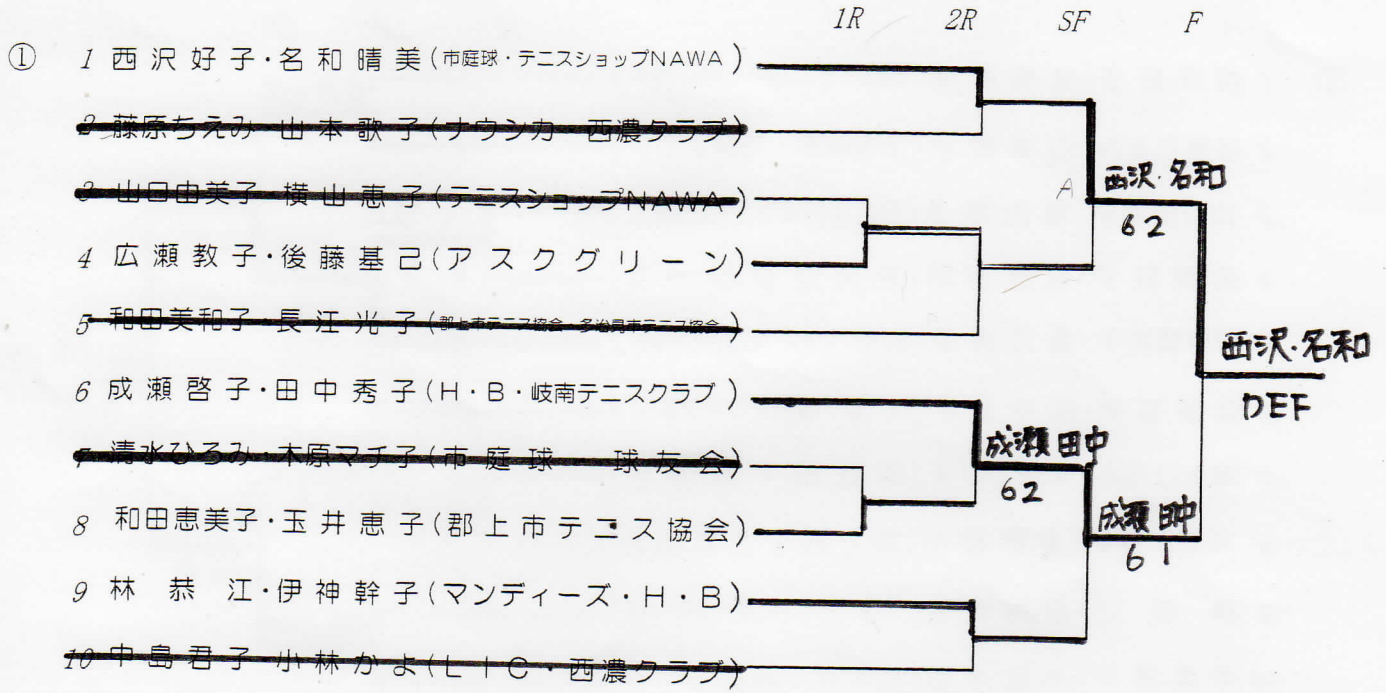 1R 2R SF F
① 1 西沢好子・名和晴美(市庭球・テニスショップNAWA)
2 藤原ちえみ 山本歌子(ナウンカ 西濃クラブ)
3 山口由美子 横山恵子(テニスショップNAWA)
A 西沢・名和
62
4 広瀬教子・後藤基己(アスクグリーン)
5 和田美和子 長江光子(郡上市テニス協会・多治見市テニス協会)
西沢・名和
DEF
6 成瀬啓子・田中秀子(H・B・岐南テニスクラブ)
成瀬 田中
62
7 清水ひろみ 木原マチ子(市庭球 球友会)
成瀬 田中
61
8 和田恵美子・玉井恵子(郡上市テニス協会)
9 林 恭江・伊神幹子(マンディーズ・H・B)
10 中島君子 小林かよ(LIC・西濃クラブ)